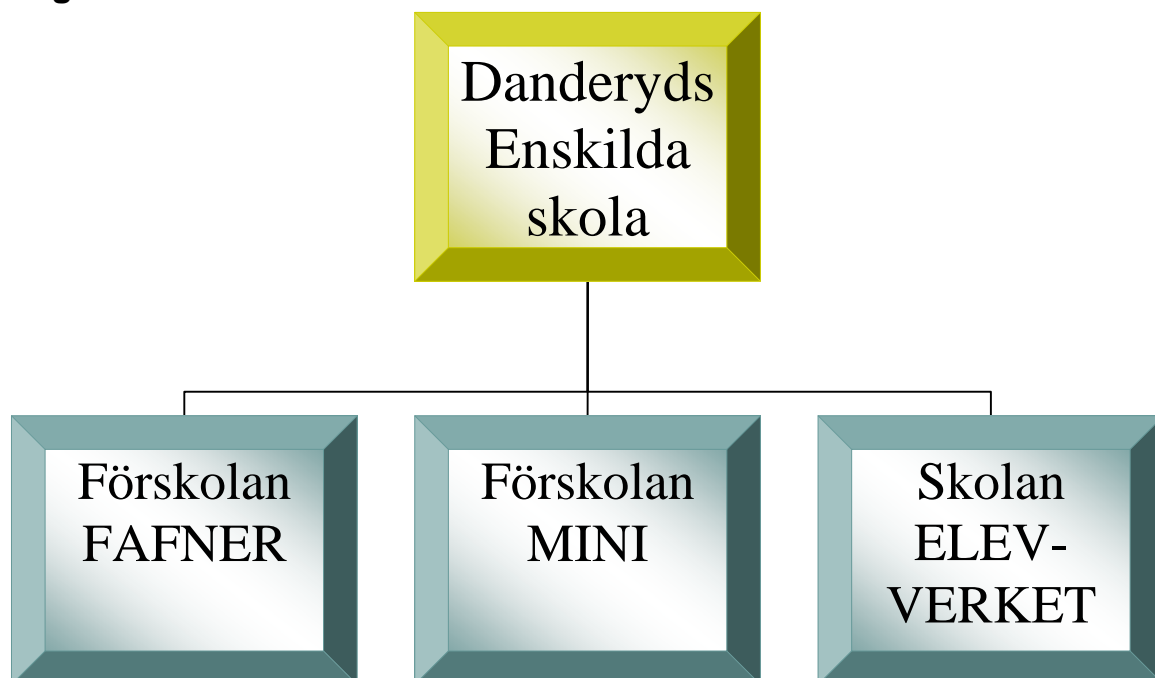 Danderyds
Enskilda
skola
Förskolan
FAFNER
Förskolan
MINI
Skolan
ELEV-
VERKET